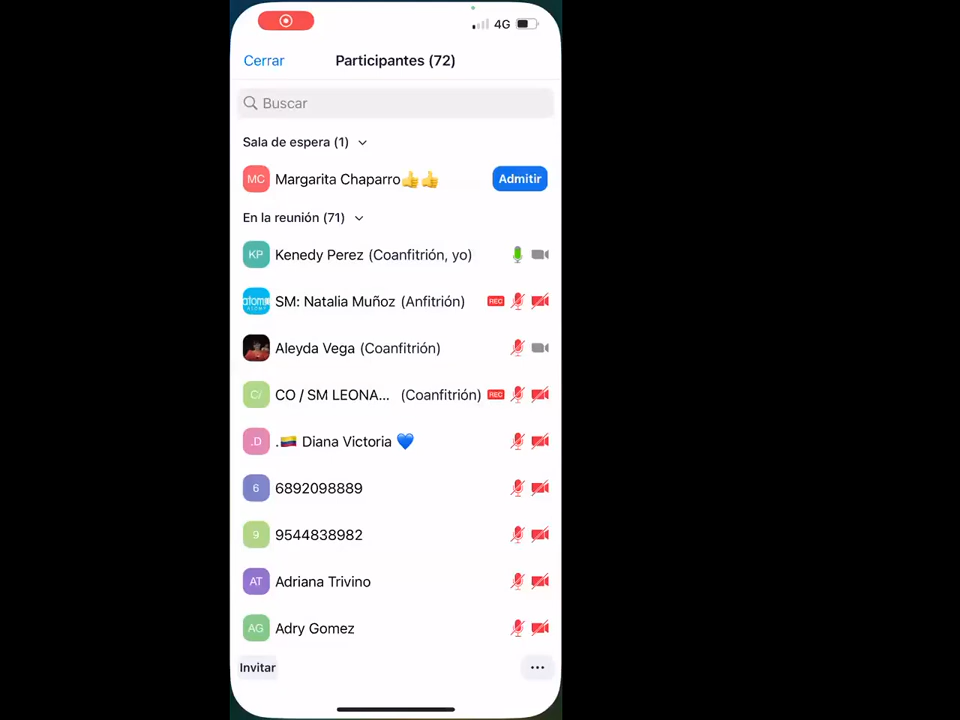 4G
Cerrar
Participantes (72)
Buscar
Sala de espera (1)
MC
Margarita Chaparro👍👍
Admitir
En la reunión (71)
KP
Kenedy Perez (Coanfitrión, yo)
SM: Natalia Muñoz (Anfitrión)
REC
Aleyda Vega (Coanfitrión)
C/
CO / SM LEONA... (Coanfitrión)
REC
.D
.🇨🇴 Diana Victoria 💙
6
6892098889
9
9544838982
AT
Adriana Trivino
AG
Adry Gomez
Invitar
...